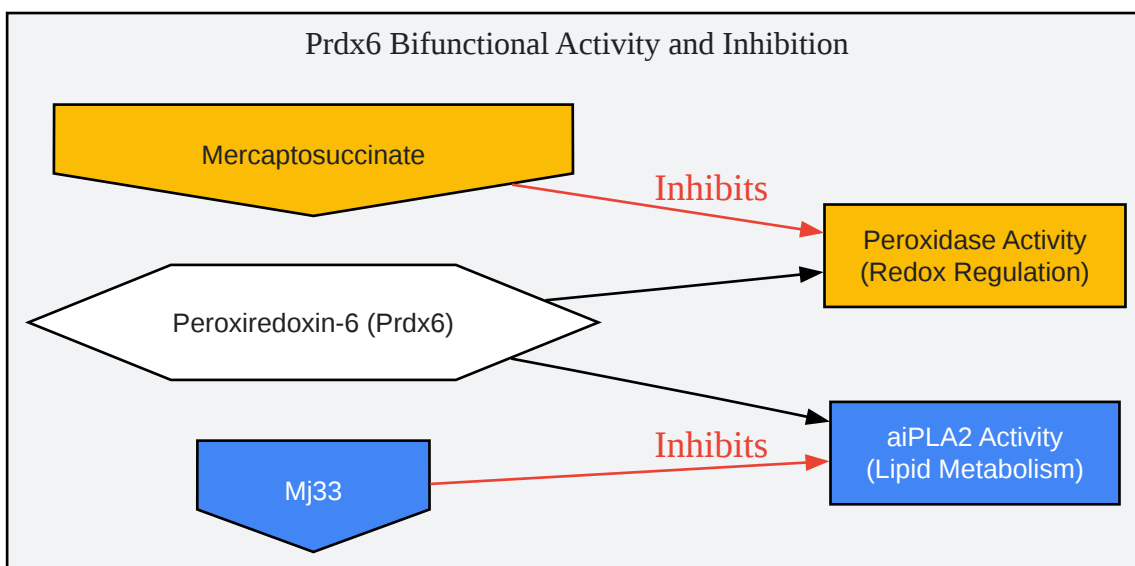 Prdx6 Bifunctional Activity and Inhibition
Mercaptosuccinate
Inhibits
Peroxidase Activity
(Redox Regulation)
Peroxiredoxin-6 (Prdx6)
aiPLA2 Activity
(Lipid Metabolism)
Inhibits
Mj33